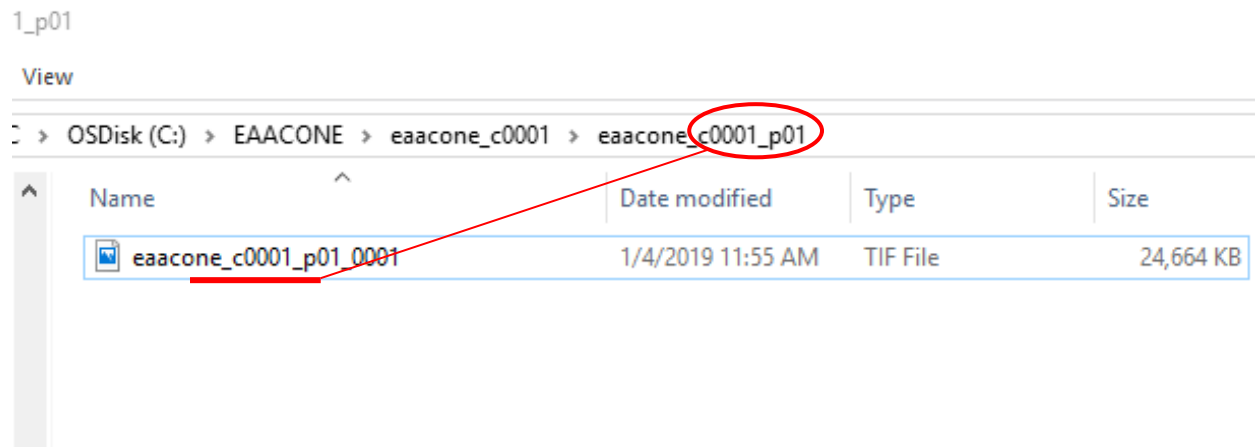 1_p01
View
C > OSDisk (C:) > EAACONE > eaacone_c0001 > eaacone_c0001_p01
Name Date modified Type Size
eaacone_c0001_p01_0001 1/4/2019 11:55 AM TIF File 24,664 KB